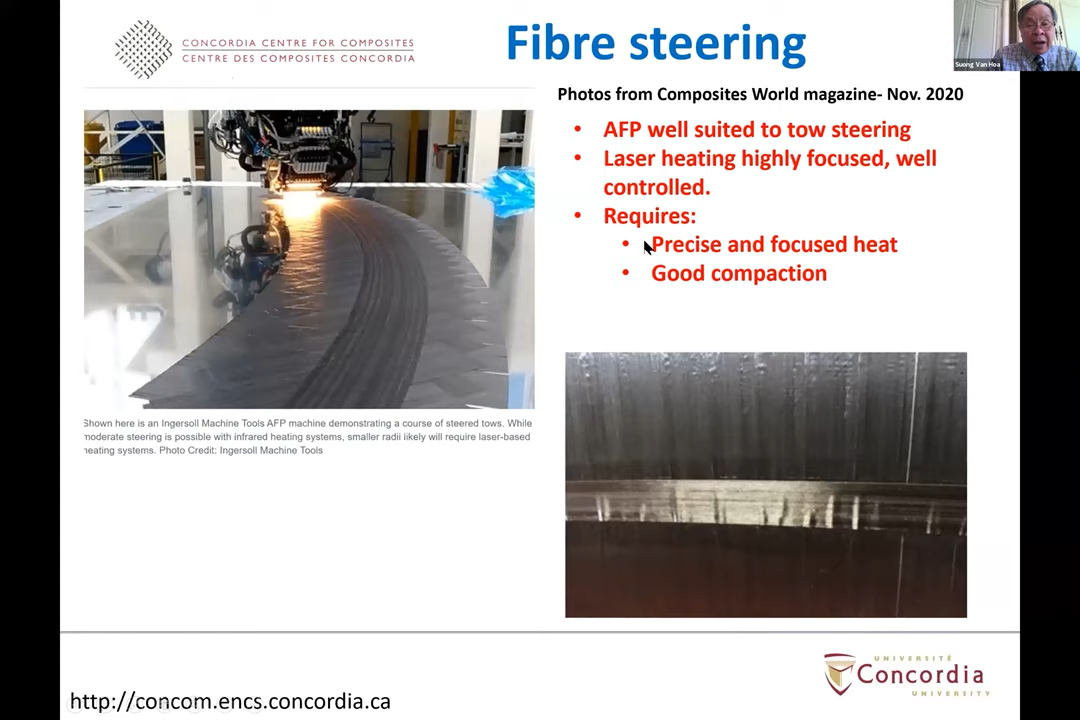 CONCORDIA CENTRE FOR COMPOSITES
CENTRE DES COMPOSITES CONCORDIA
Fibre steering
Suong Van Hoa
Photos from Composites World magazine- Nov. 2020
• AFP well suited to tow steering
• Laser heating highly focused, well
controlled.
• Requires:
• Precise and focused heat
• Good compaction
Shown here is an Ingersoll Machine Tools AFP machine demonstrating a course of steered tows. While
moderate steering is possible with infrared heating systems, smaller radii likely will require laser-based
heating systems. Photo Credit: Ingersoll Machine Tools
UNIVERSITÉ
Concordia
UNIVERSITY
http://concom.encs.concordia.ca